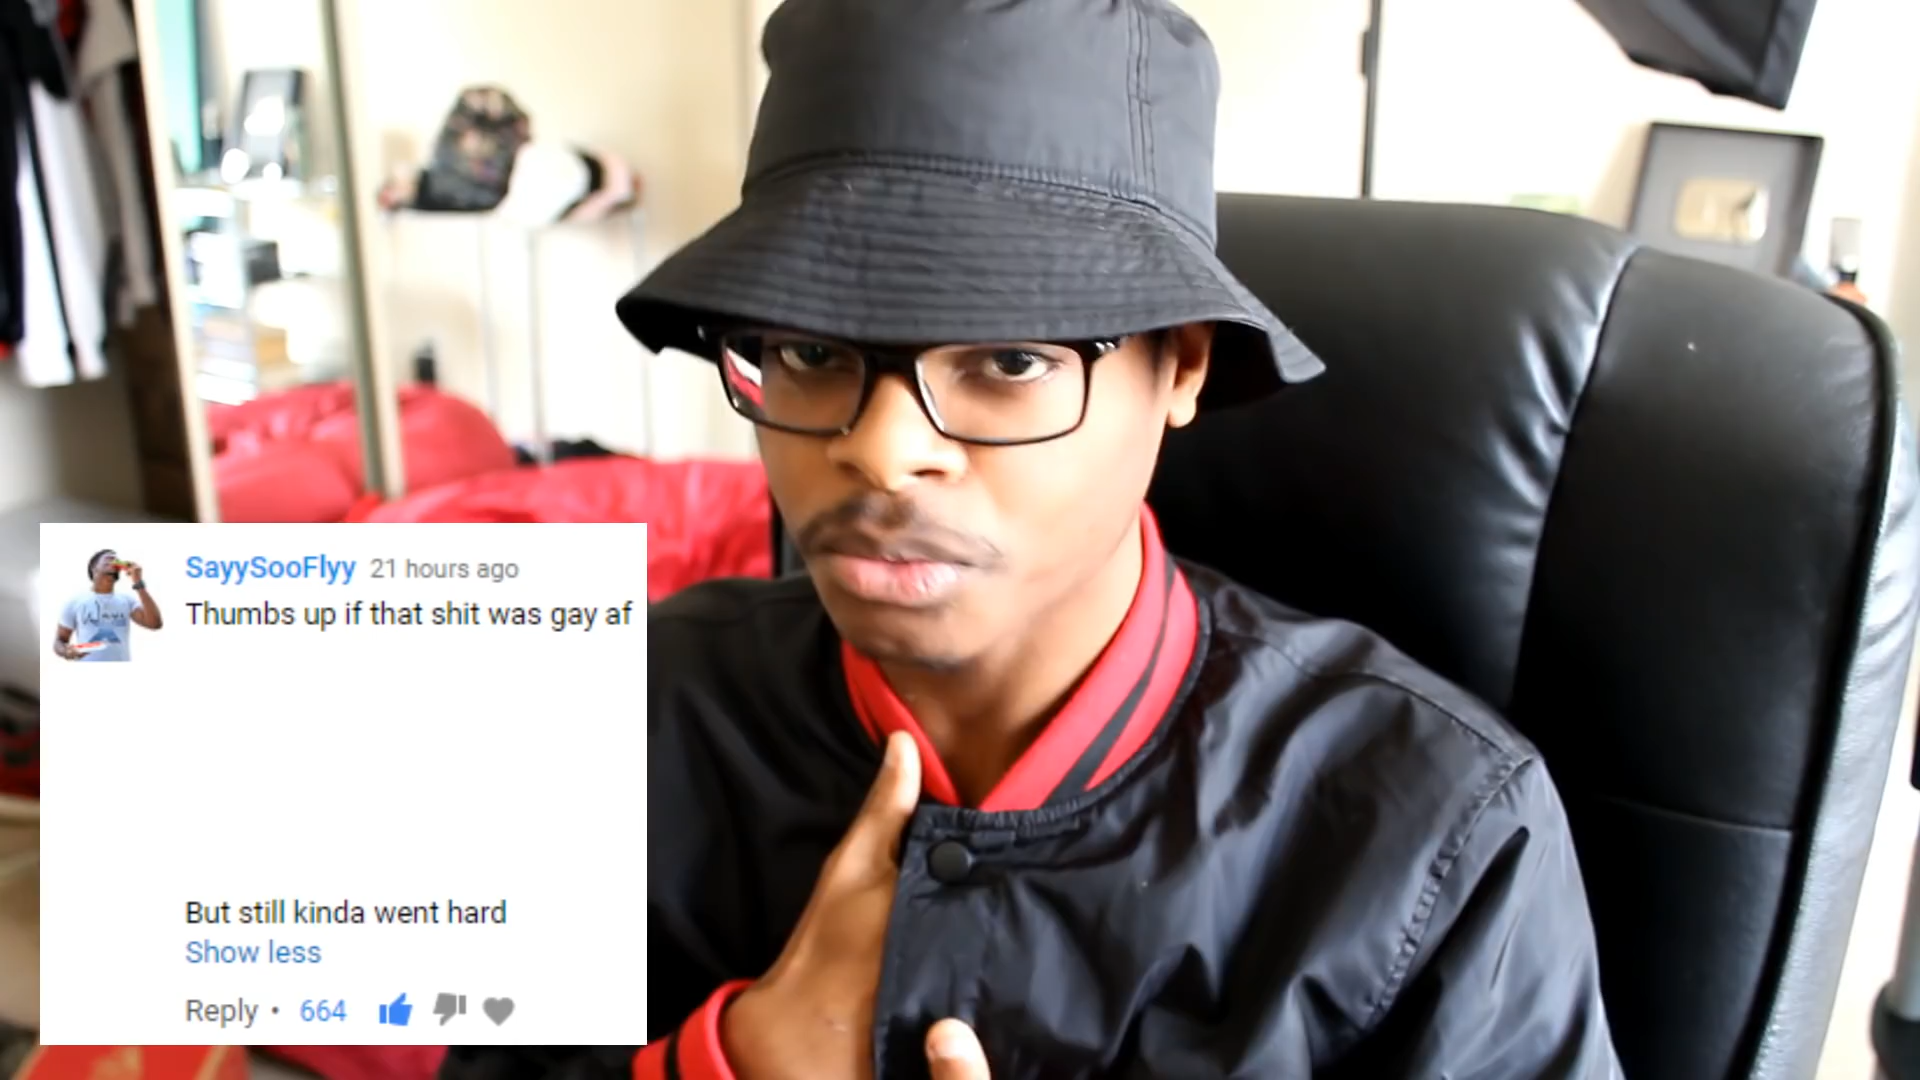 SayySooFlyy 21 hours ago
Thumbs up if that shit was gay af
But still kinda went hard
Show less
Reply • 664